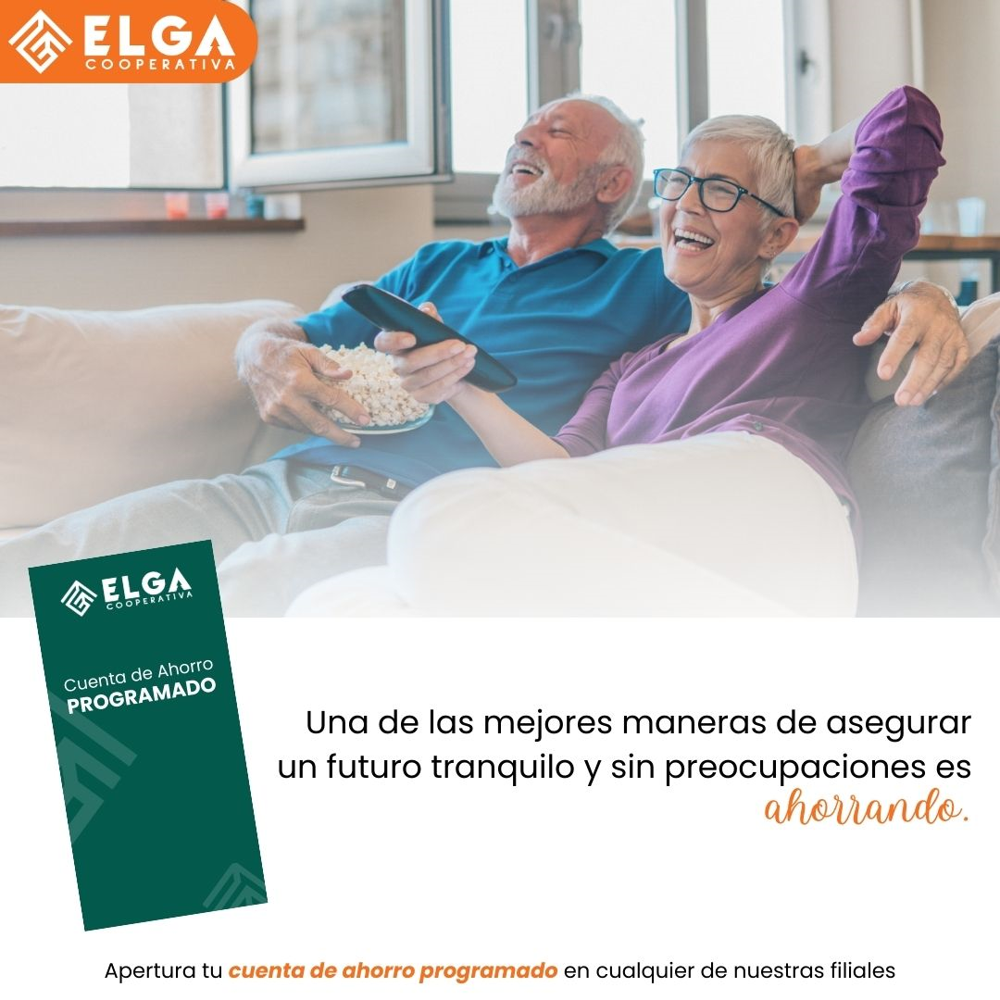 ELGA
COOPERATIVA
ELGA
COOPERATIVA
Cuenta de Ahorro
PROGRAMADO
Una de las mejores maneras de asegurar
un futuro tranquilo y sin preocupaciones es
ahorrando.
Apertura tu cuenta de ahorro programado en cualquier de nuestras filiales